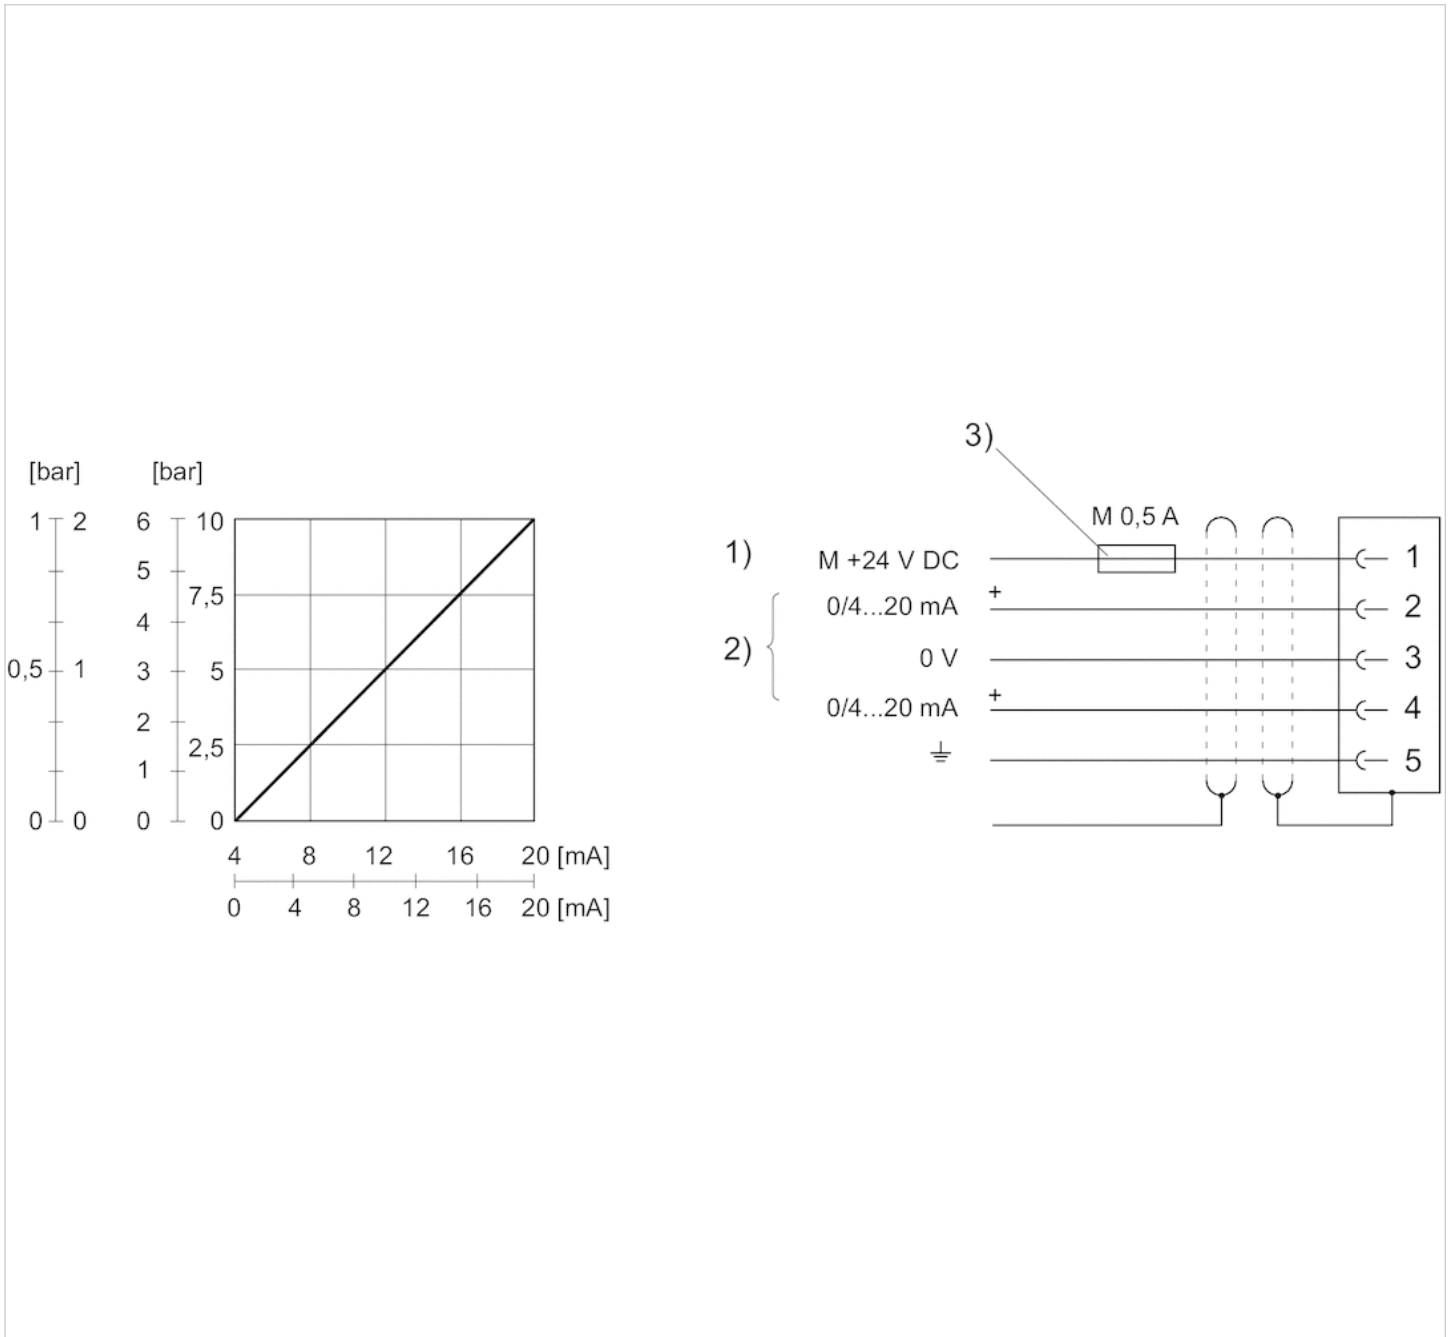 [bar] [bar]
1 2 6 10
5
7,5
4
0,5 1 3 5
2
2,5
1
0 0 0 0
4 8 12 16 20 [mA]
0 4 8 12 16 20 [mA]
3)
M 0,5 A
1) M +24 V DC 1
+
0/4...20 mA 2
2)
0 V 3
+
0/4...20 mA 4
5